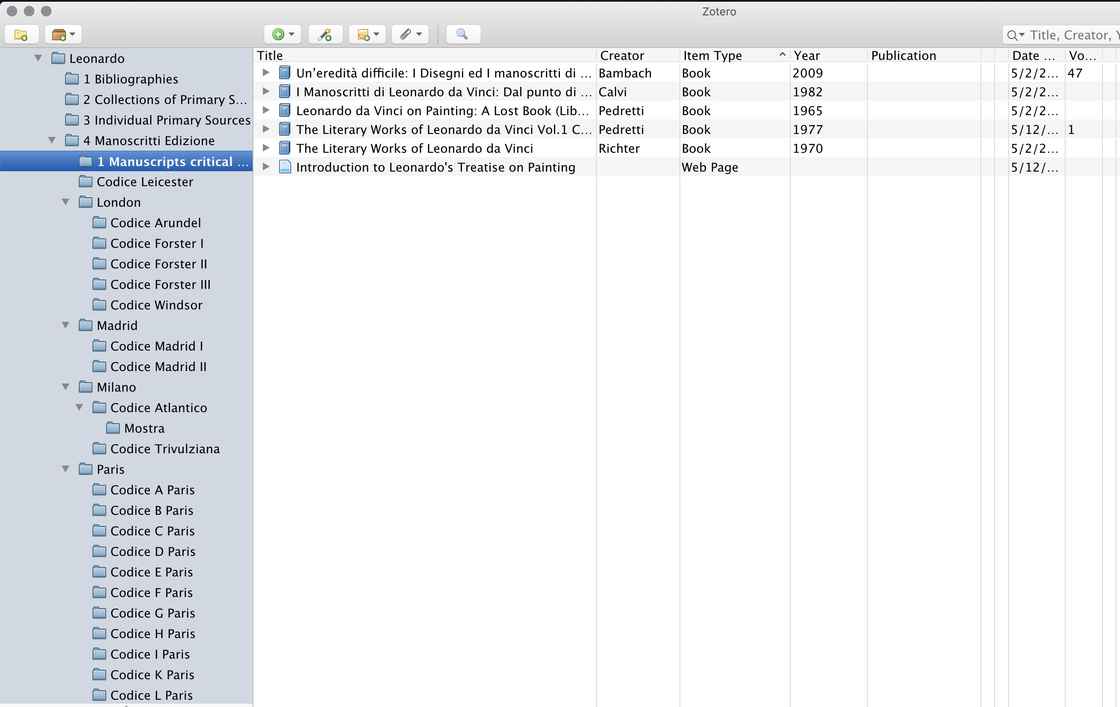 Zotero
Title, Creator, Y
Leonardo
1 Bibliographies
2 Collections of Primary S...
3 Individual Primary Sources
4 Manoscritti Edizione
1 Manuscripts critical ...
Codice Leicester
London
Codice Arundel
Codice Forster I
Codice Forster II
Codice Forster III
Codice Windsor
Madrid
Codice Madrid I
Codice Madrid II
Milano
Codice Atlantico
Mostra
Codice Trivulziana
Paris
Codice A Paris
Codice B Paris
Codice C Paris
Codice D Paris
Codice E Paris
Codice F Paris
Codice G Paris
Codice H Paris
Codice I Paris
Codice K Paris
Codice L Paris
Title Creator Item Type Year Publication Date ... Vo...
Un’eredità difficile: I Disegni ed I manoscritti di ... Bambach Book 2009 5/2/2... 47
I Manoscritti di Leonardo da Vinci: Dal punto di ... Calvi Book 1982 5/2/2...
Leonardo da Vinci on Painting: A Lost Book (Lib... Pedretti Book 1965 5/2/2...
The Literary Works of Leonardo da Vinci Vol.1 C... Pedretti Book 1977 5/12/... 1
The Literary Works of Leonardo da Vinci Richter Book 1970 5/2/2...
Introduction to Leonardo's Treatise on Painting Web Page 5/12/...